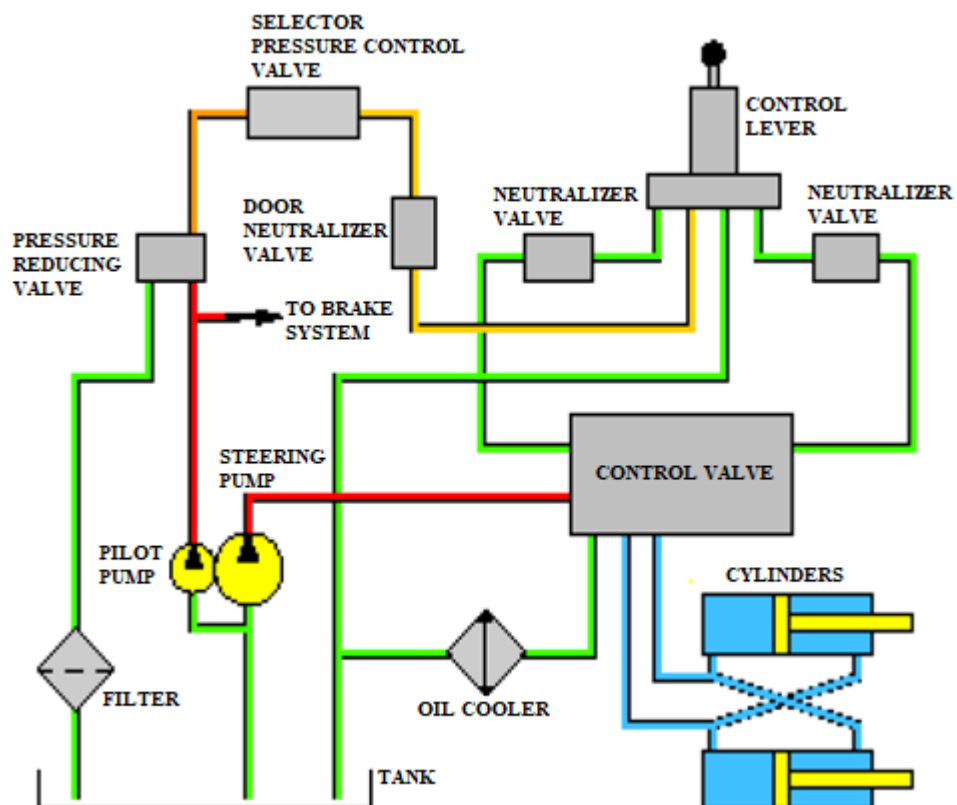 SELECTOR
PRESSURE CONTROL
VALVE
CONTROL
LEVER
NEUTRALIZER
VALVE
NEUTRALIZER
VALVE
DOOR
NEUTRALIZER
VALVE
PRESSURE
REDUCING
VALVE
TO BRAKE
SYSTEM
STEERING
PUMP
CONTROL VALVE
PILOT
PUMP
CYLINDERS
FILTER
OIL COOLER
TANK